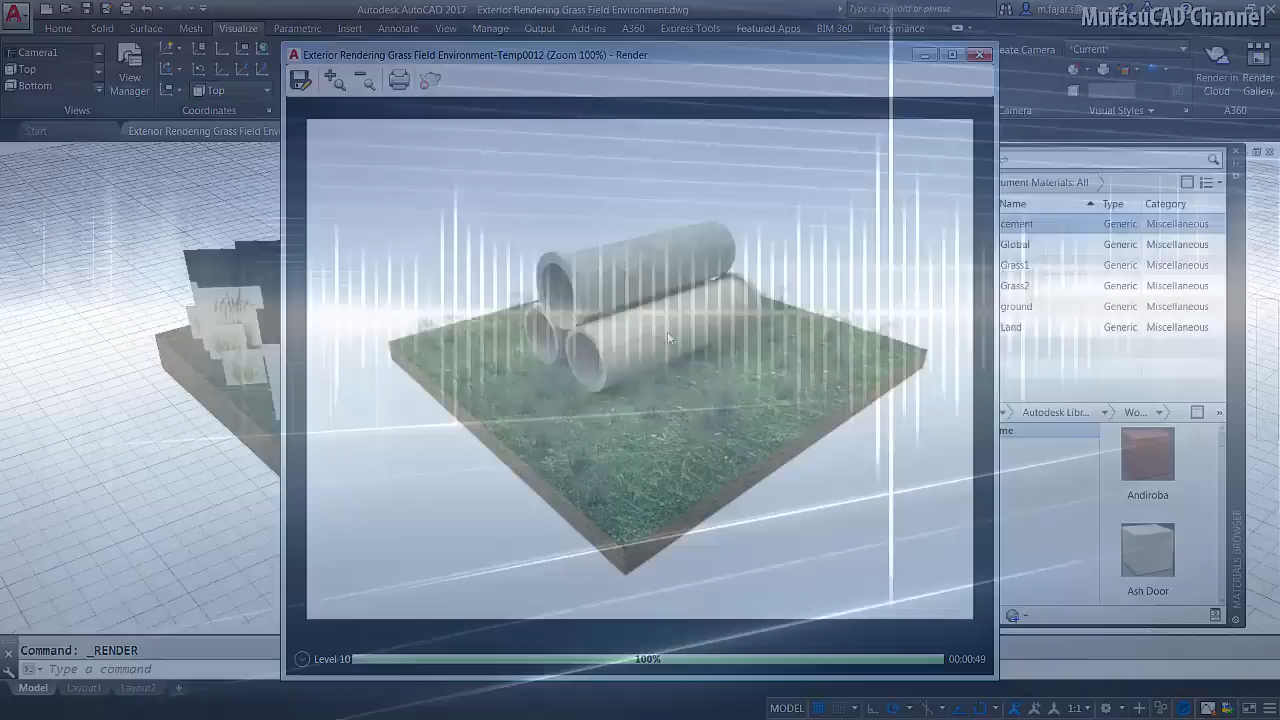 Autodesk AutoCAD 2017 Exterior Rendering Grass Field Environment.dwg
Type a keyword or phrase
m.fajar.s
MufasuCAD Channel
Home Solid Surface Mesh Visualize Parametric Insert Annotate View Manage Output Add-ins A360 Express Tools Featured Apps BIM 360 Performance
Camera1
Top
Bottom
View
Manager
Top
Views
Coordinates
eate Camera
amera
*Current*
60
Visual Styles
Render in
Cloud
Render
Gallery
A360
Start
Exterior Rendering Grass Field Envi
Exterior Rendering Grass Field Environment-Temp0012 (Zoom 100%) - Render
ument Materials: All
Name Type Category
cement Generic Miscellaneous
Global Generic Miscellaneous
Grass1 Generic Miscellaneous
Grass2 Generic Miscellaneous
ground Generic Miscellaneous
Land Generic Miscellaneous
Autodesk Libr... Wo... »
me
Andiroba
Ash Door
MATERIALS BROWSER
Level 10 100% 00:00:49
Command: _RENDER
Type a command
Model Layout1 Layout2 +
MODEL 1:1